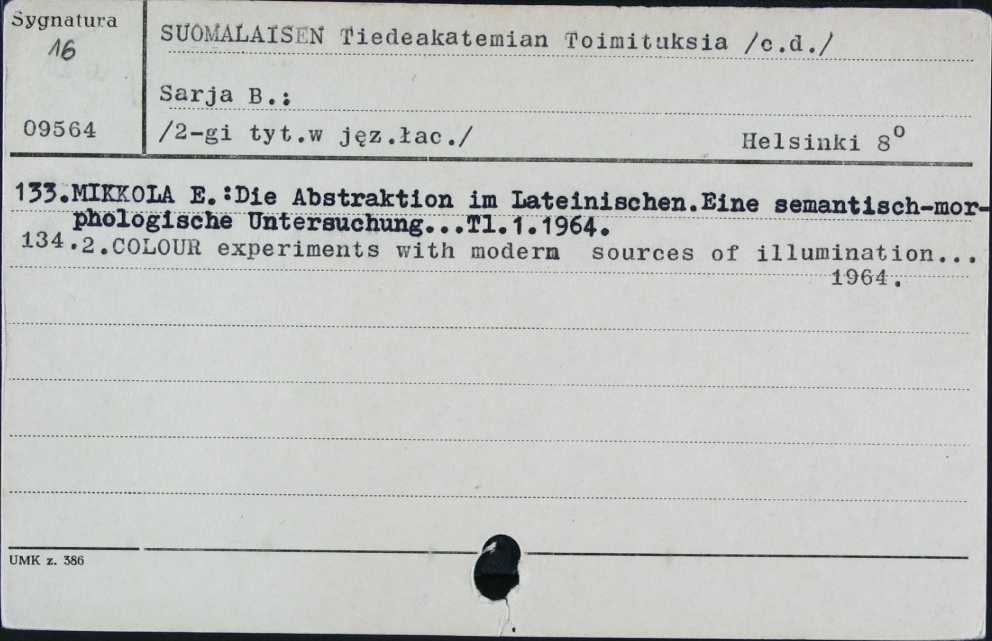 Sygnatura
16
09564
SUOMALAISEN Tiedeakatemian Toimituksia /c.d./
Sarja B.:
/2-gi tyt.w jęz.łac./ Helsinki 8⁰
133.MIKKOLA E.:Die Abstraktion im Lateinischen.Eine semantisch-mor-
phologische Untersuchung...Tl.1.1964.
134.2.COLOUR experiments with modern sources of illumination...
1964.
UMK z. 386